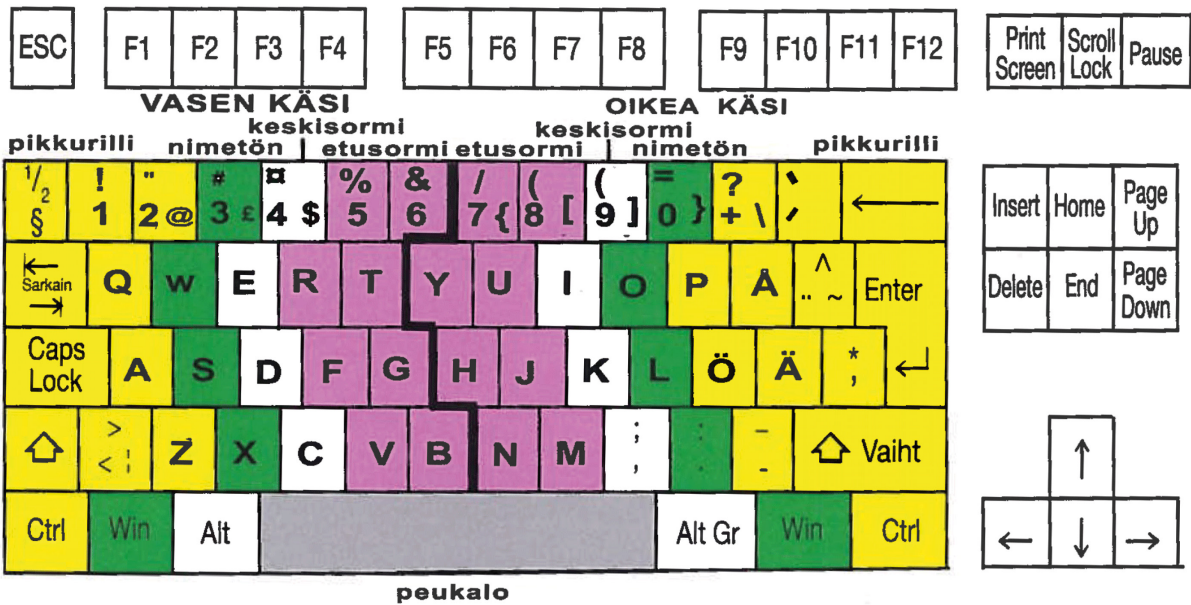 ESC F1 F2 F3 F4 F5 F6 F7 F8 F9 F10 F11 F12 Print Screen Scroll Lock Pause
VASEN KÄSI OIKEA KÄSI
keskisormi keskisormi
pikkurilli nimetön etusormi etusormi nimetön pikkurilli
1/2 § ! 1 " 2 @ # 3 £ ¤ 4 $ % 5 & 6 / 7 { ( 8 [ ( 9 ] = 0 } ? + \ ` ´ ← Insert Home Page Up
Sarkain Q W E R T Y U I O P Å ^ ¨ ~ Enter Delete End Page Down
Caps Lock A S D F G H J K L Ö Ä * , ↵
⇧ > < ¦ Z X C V B N M ; , : . _ - ⇧ Vaiht ↑
Ctrl Win Alt Alt Gr Win Ctrl ← ↓ →
peukalo